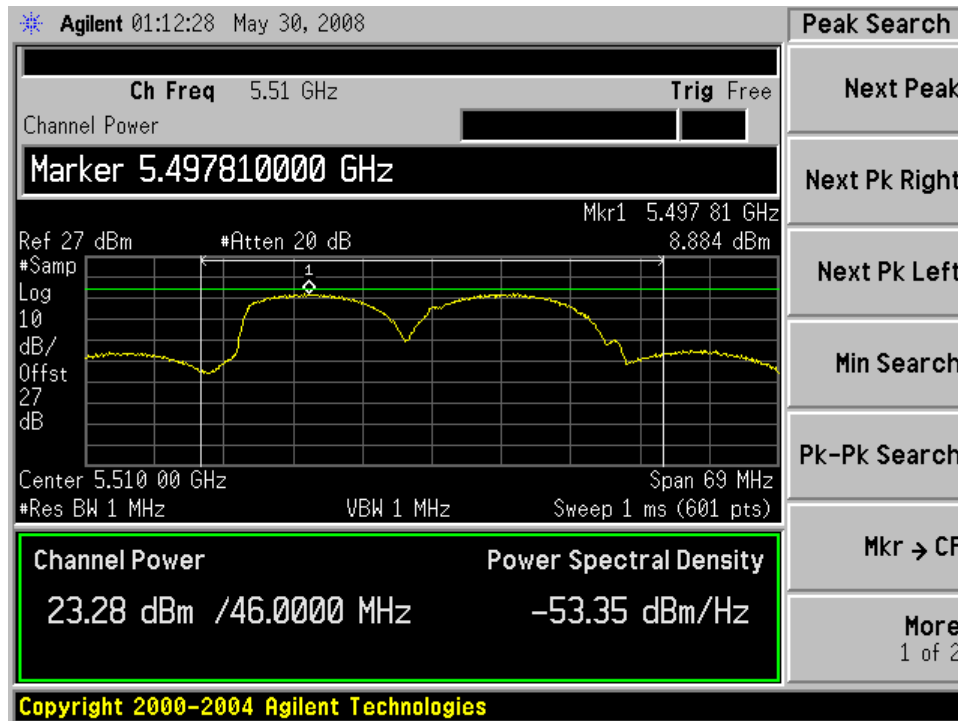 Agilent 01:12:28 May 30, 2008
Peak Search
Ch Freq 5.51 GHz Trig Free
Channel Power
Marker 5.497810000 GHz
Mkr1 5.497 81 GHz
Ref 27 dBm #Atten 20 dB 8.884 dBm
#Samp
Log
10
dB/
Offst
27
dB
1
Center 5.510 00 GHz Span 69 MHz
#Res BW 1 MHz VBW 1 MHz Sweep 1 ms (601 pts)
Channel Power Power Spectral Density
23.28 dBm /46.0000 MHz -53.35 dBm/Hz
Copyright 2000-2004 Agilent Technologies
Next Peak
Next Pk Right
Next Pk Left
Min Search
Pk-Pk Search
Mkr → CF
More
1 of 2